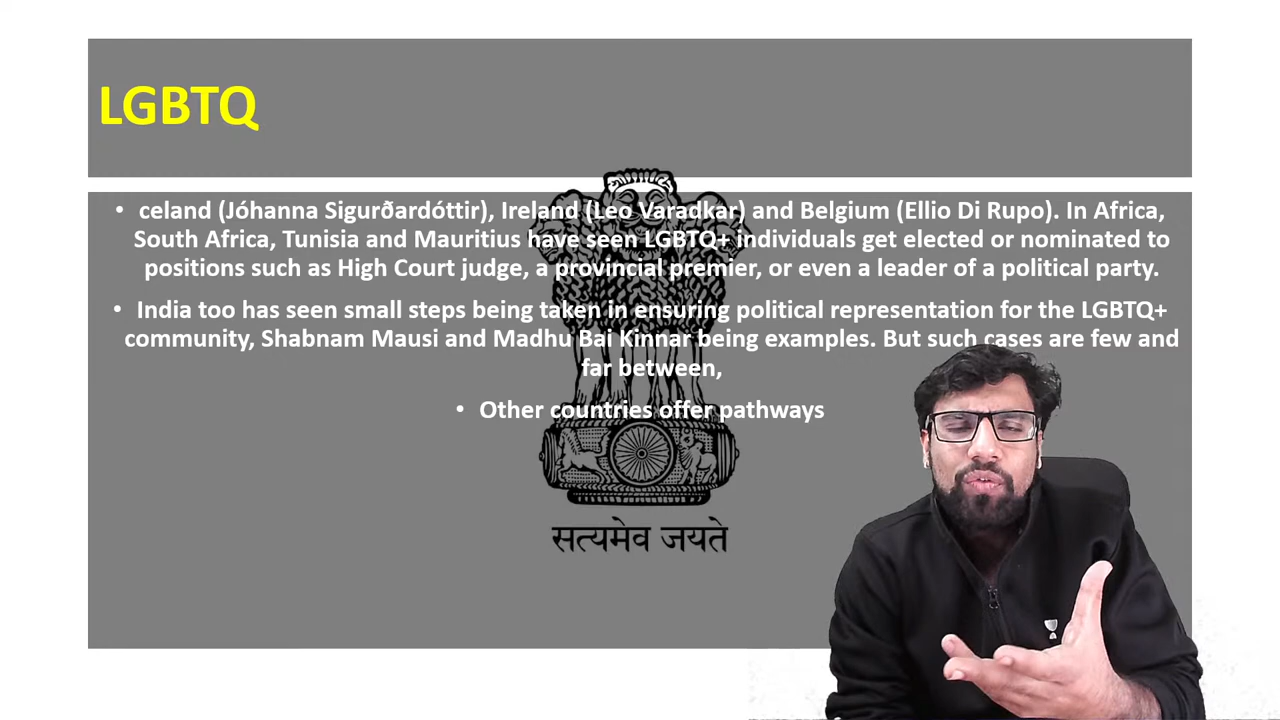 LGBTQ
• celand (Jóhanna Sigurðardóttir), Ireland (Leo Varadkar) and Belgium (Ellio Di Rupo). In Africa,
South Africa, Tunisia and Mauritius have seen LGBTQ+ individuals get elected or nominated to
positions such as High Court judge, a provincial premier, or even a leader of a political party.
• India too has seen small steps being taken in ensuring political representation for the LGBTQ+
community, Shabnam Mausi and Madhu Bai Kinnar being examples. But such cases are few and
far between,
• Other countries offer pathways
सत्यमेव जयते